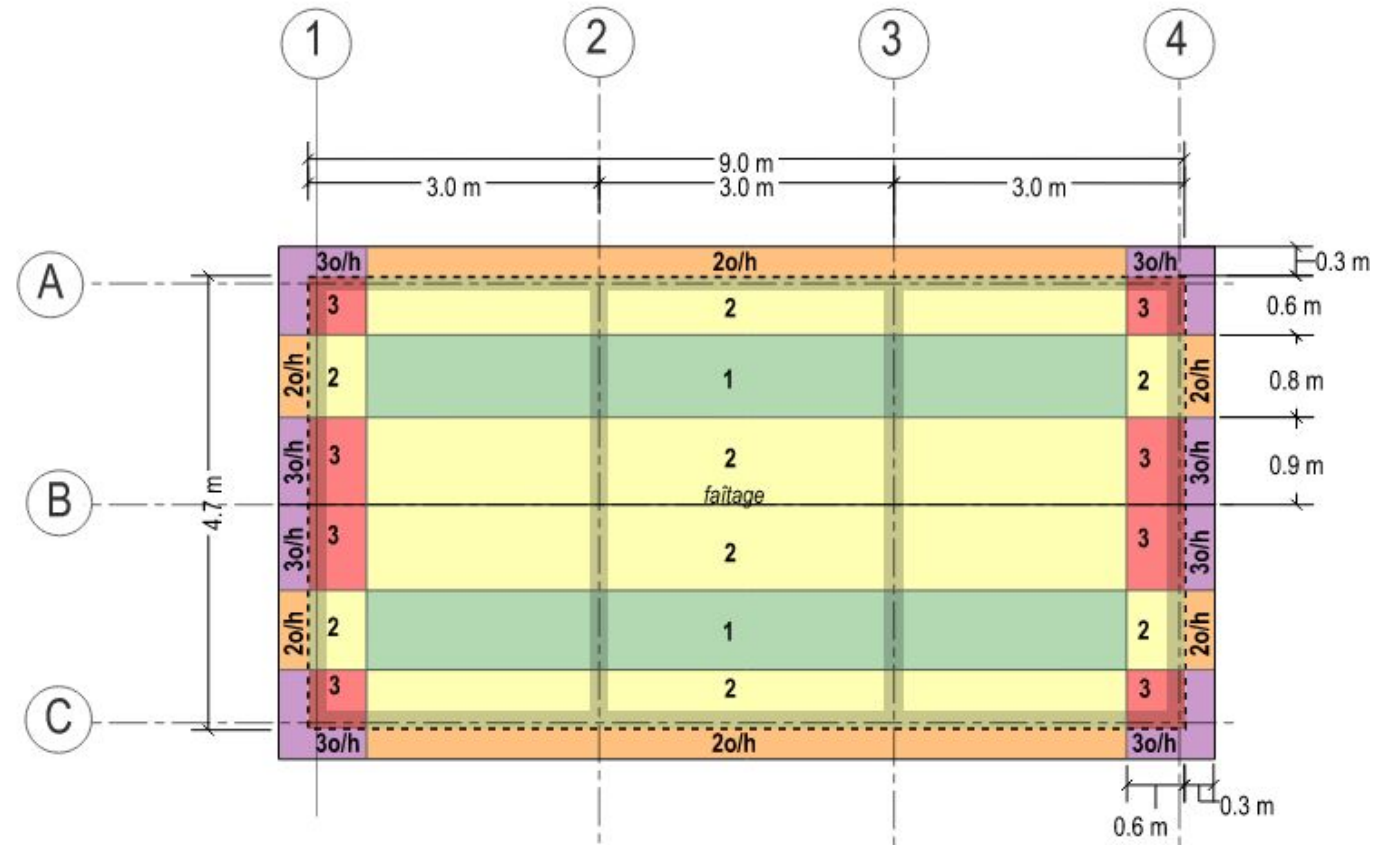 1 2 3 4
9.0 m
3.0 m 3.0 m 3.0 m
3o/h 2o/h 3o/h 0.3 m
A
3 2 3 0.6 m
2o/h 2 1 2 2o/h 0.8 m
3o/h 3 2 3 3o/h 0.9 m
faîtage
B
4.7 m
3o/h 3 2 3 3o/h
2o/h 2 1 2 2o/h
3 2 3
C
3o/h 2o/h 3o/h
0.3 m
0.6 m